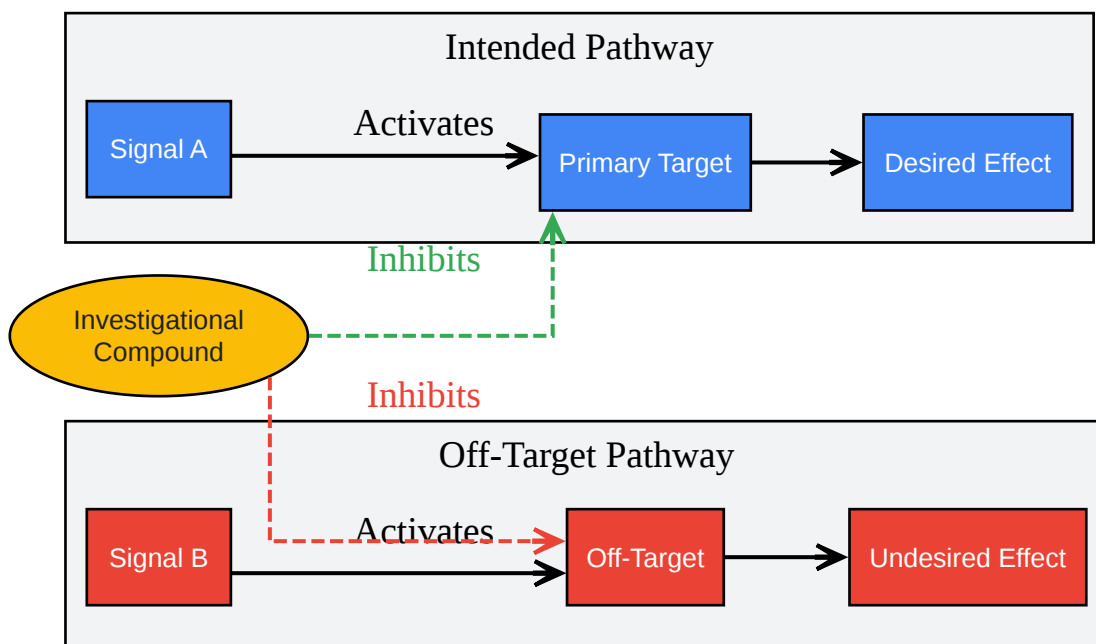 Intended Pathway
Activates
Signal A
Primary Target
Desired Effect
Inhibits
Investigational
Compound
Inhibits
Off-Target Pathway
Activates
Signal B
Off-Target
Undesired Effect